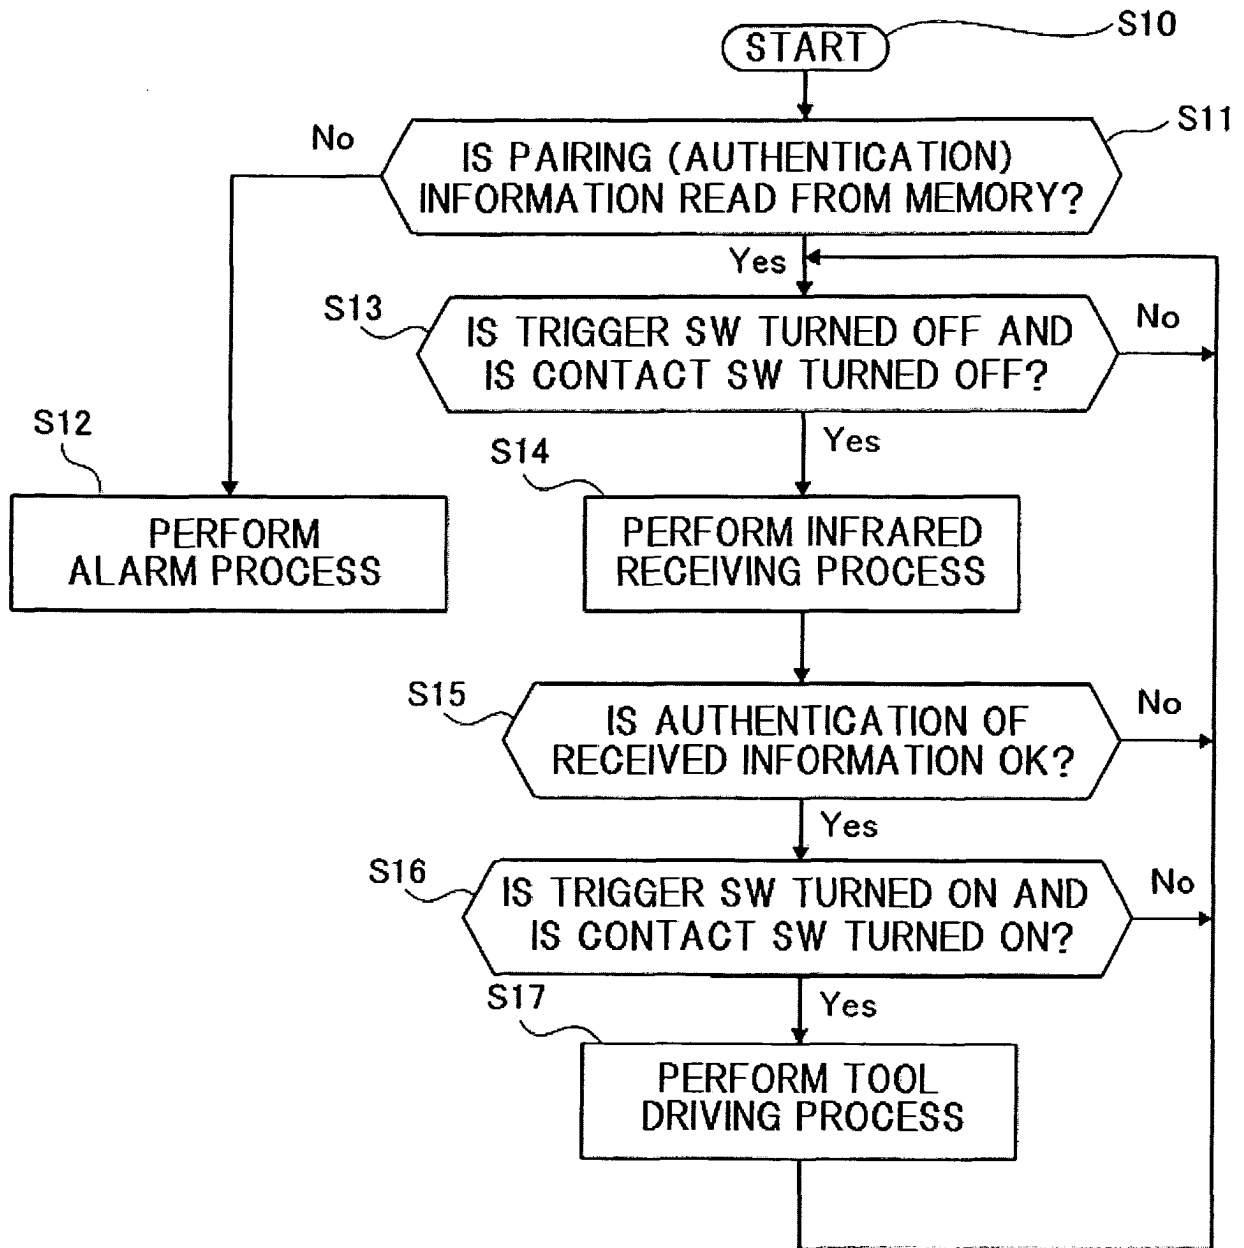 START
S10
S11
No
IS PAIRING (AUTHENTICATION)
INFORMATION READ FROM MEMORY?
Yes
S13
IS TRIGGER SW TURNED OFF AND
IS CONTACT SW TURNED OFF?
No
Yes
S12
PERFORM
ALARM PROCESS
S14
PERFORM INFRARED
RECEIVING PROCESS
S15
IS AUTHENTICATION OF
RECEIVED INFORMATION OK?
No
Yes
S16
IS TRIGGER SW TURNED ON AND
IS CONTACT SW TURNED ON?
No
Yes
S17
PERFORM TOOL
DRIVING PROCESS